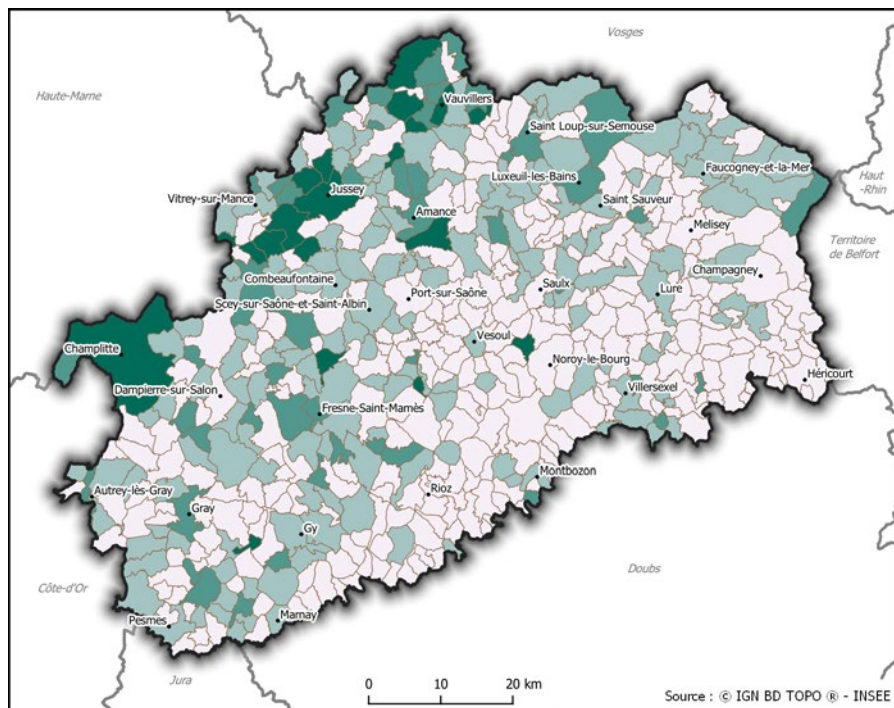 Vosges
Haute-Marne
Vauvillers
Saint Loup-sur-Semouse
Faucogney-et-la-Mer
Haut
-Rhin
Luxeuil-les-Bains
Vitrey-sur-Mance
Jussey
Saint Sauveur
Amance
Melisey
Territoire
de Belfort
Combeaufontaine
Champagney
Saulx
Lure
Port-sur-Saône
Scey-sur-Saône-et-Saint-Albin
Vesoul
Champlitte
Noroy-le-Bourg
Héricourt
Dampierre-sur-Salon
Villersexel
Fresne-Saint-Mamès
Montbozon
Autrey-lès-Gray
Rioz
Gray
Gy
Doubs
Côte-d'Or
Pesmes
Marnay
Jura
0 10 20 km
Source : © IGN BD TOPO ® - INSEE